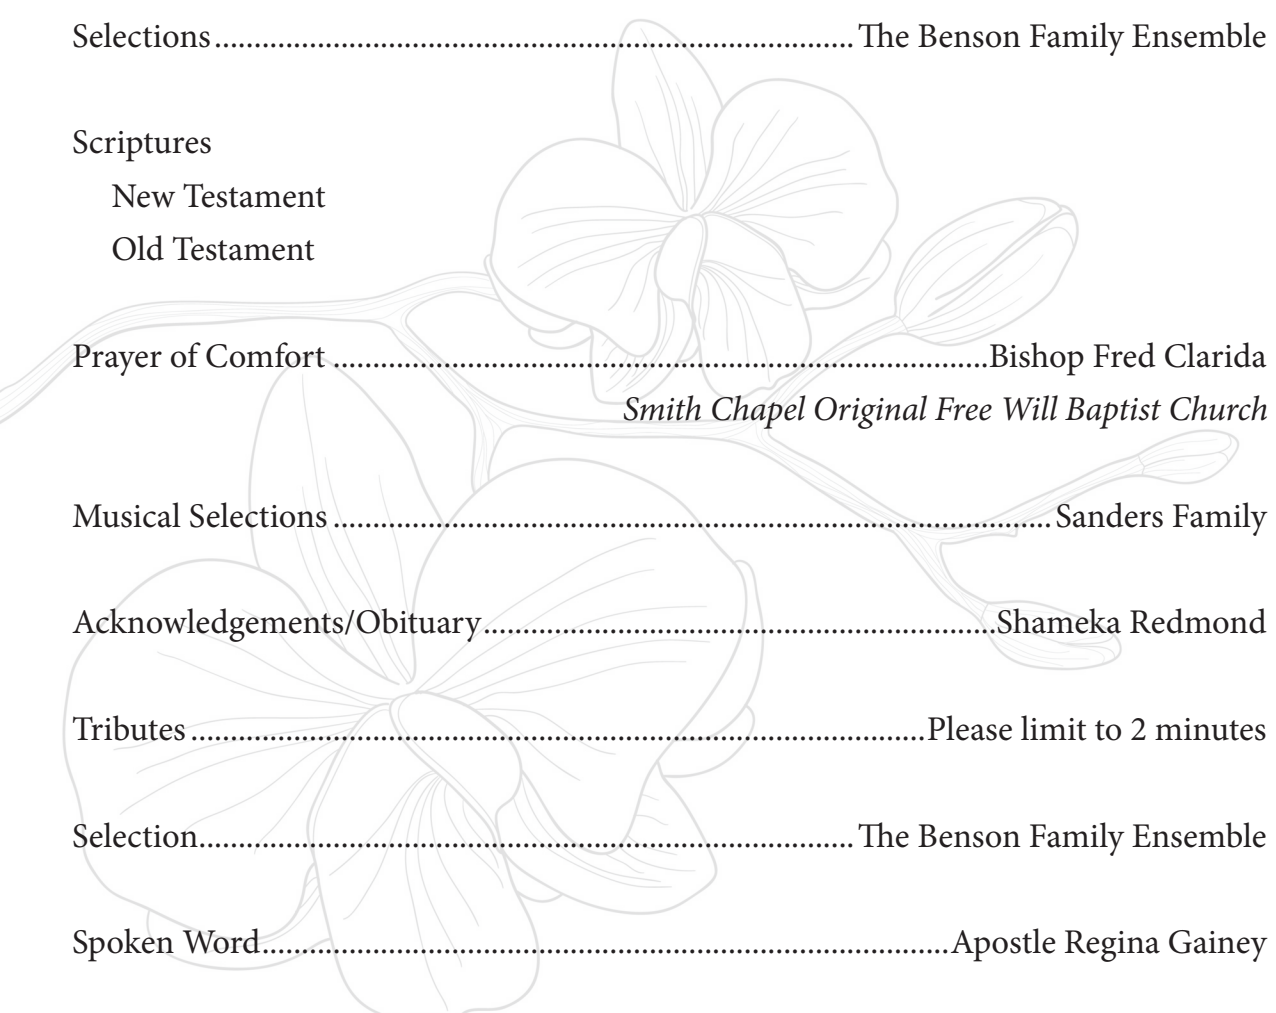 Selections................................................................................The Benson Family Ensemble
Scriptures
New Testament
Old Testament
Prayer of Comfort..................................................................................Bishop Fred Clarida
Smith Chapel Original Free Will Baptist Church
Musical Selections..........................................................................................Sanders Family
Acknowledgements/Obituary................................................................Shameka Redmond
Tributes............................................................................................Please limit to 2 minutes
Selection..................................................................................The Benson Family Ensemble
Spoken Word......................................................................................Apostle Regina Gainey